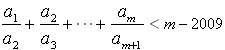 a₁/a₂ + a₂/a₃ + ⋯ + aₘ/aₘ₊₁ < m − 2009